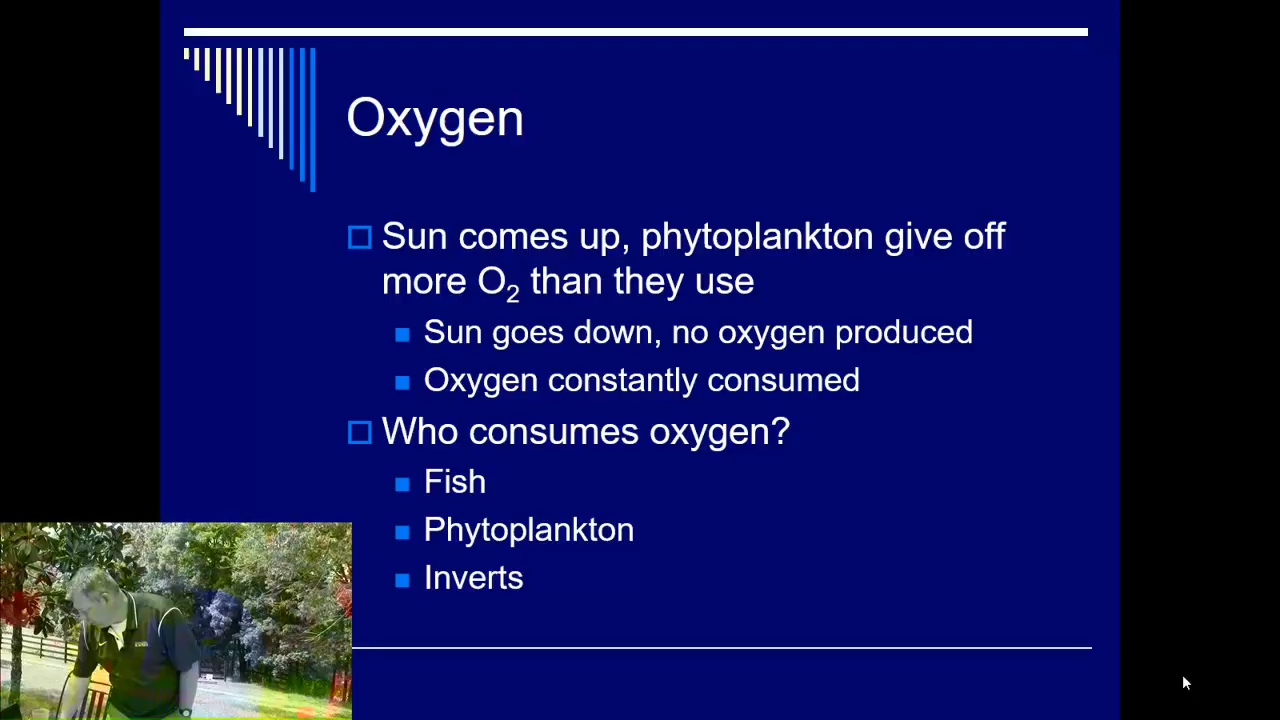 Oxygen
Sun comes up, phytoplankton give off
more O₂ than they use
Sun goes down, no oxygen produced
Oxygen constantly consumed
Who consumes oxygen?
Fish
Phytoplankton
Inverts